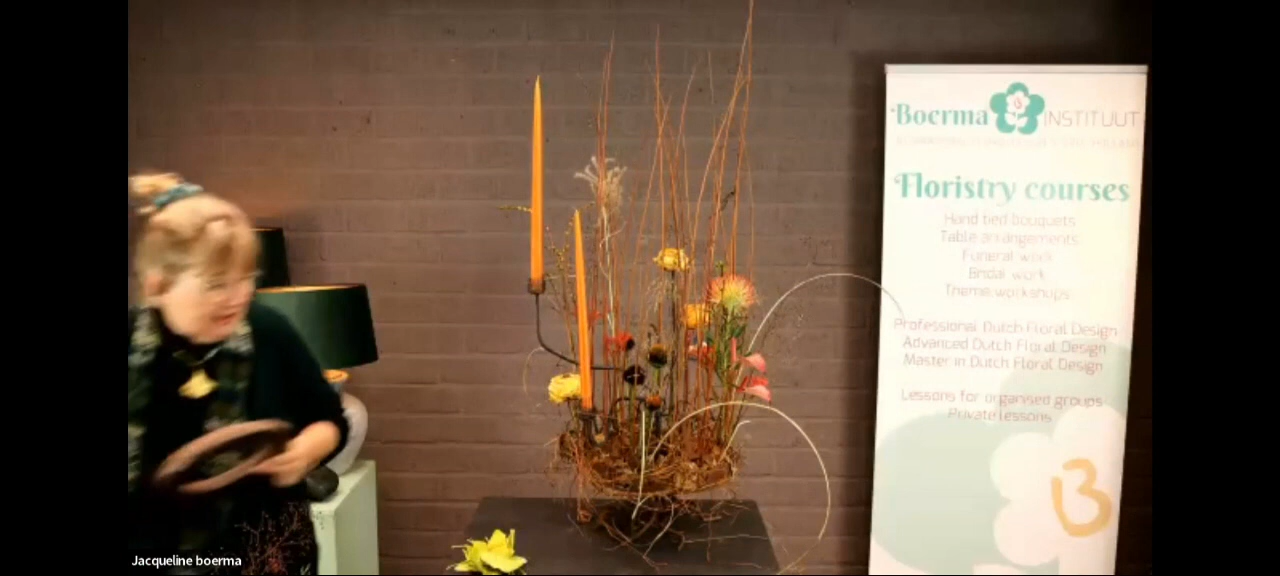 Boerma INSTITUUT
Floristry courses
Hand tied bouquets
Table arrangements
Funeral work
Bridal work
Theme workshops
Professional Dutch Floral Design
Advanced Dutch Floral Design
Master in Dutch Floral Design
Lessons for organised groups
Private lessons
B
Jacqueline boerma